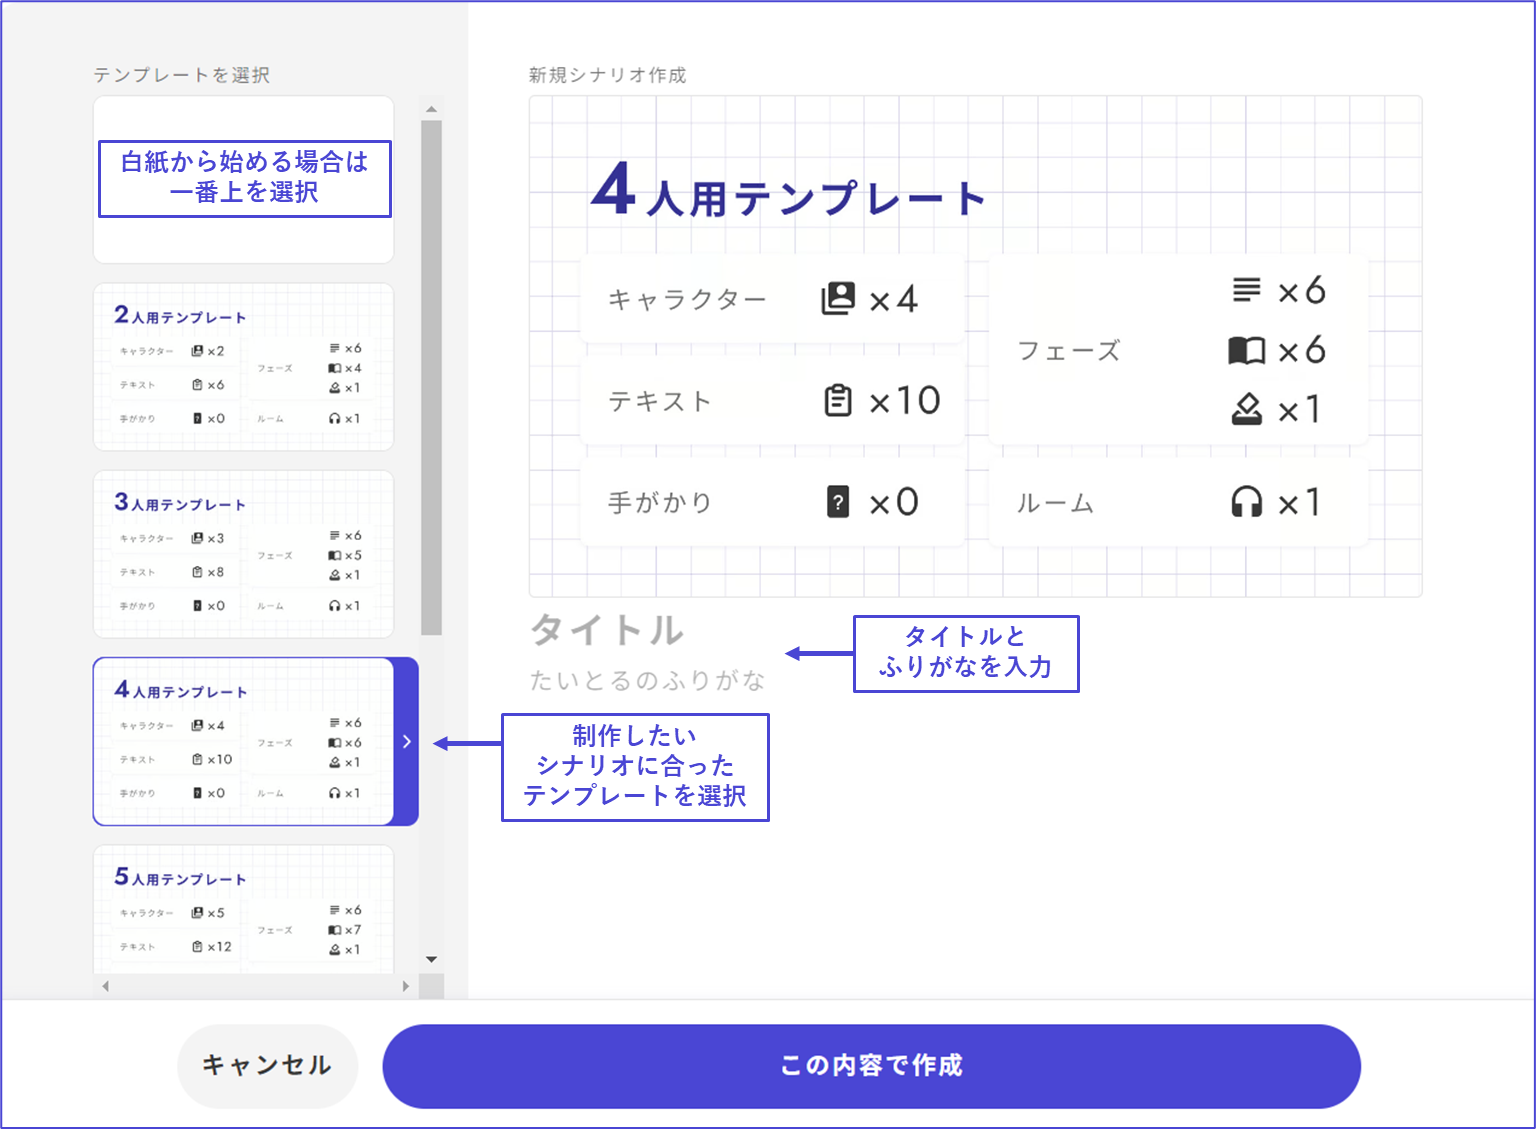 テンプレートを選択
白紙から始める場合は
一番上を選択
2人用テンプレート
キャラクター ×2
テキスト ×6
手がかり ? ×0
フェーズ ×6
×4
×1
ルーム ×1
3人用テンプレート
キャラクター ×3
テキスト ×8
手がかり ? ×0
フェーズ ×6
×5
×1
ルーム ×1
4人用テンプレート
キャラクター ×4
テキスト ×10
手がかり ? ×0
フェーズ ×6
×6
×1
ルーム ×1
5人用テンプレート
キャラクター ×5
テキスト ×12
フェーズ ×6
×7
×1
新規シナリオ作成
4人用テンプレート
キャラクター ×4
テキスト ×10
手がかり ? ×0
フェーズ ×6
×6
×1
ルーム ×1
タイトル
たいとるのふりがな
タイトルと
ふりがなを入力
制作したい
シナリオに合った
テンプレートを選択
キャンセル
この内容で作成